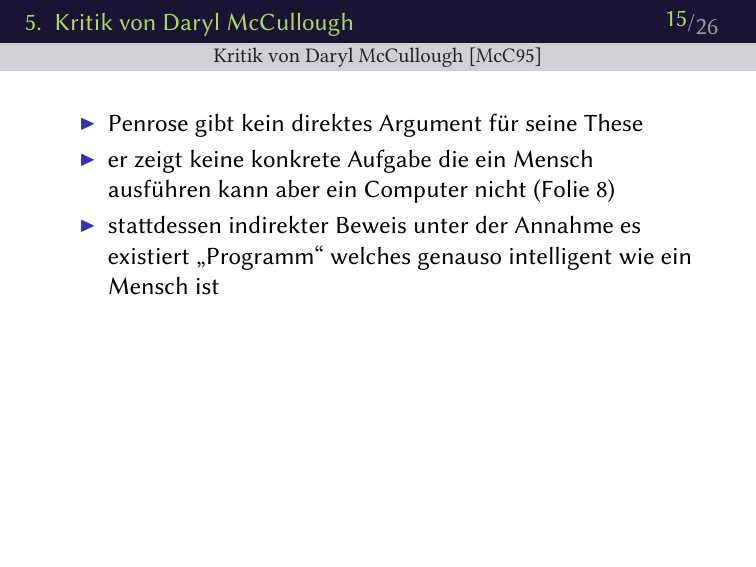 5. Kritik von Daryl McCullough 15/26
Kritik von Daryl McCullough [McC95]
▶ Penrose gibt kein direktes Argument für seine These
▶ er zeigt keine konkrete Aufgabe die ein Mensch
ausführen kann aber ein Computer nicht (Folie 8)
▶ stattdessen indirekter Beweis unter der Annahme es
existiert „Programm“ welches genauso intelligent wie ein
Mensch ist